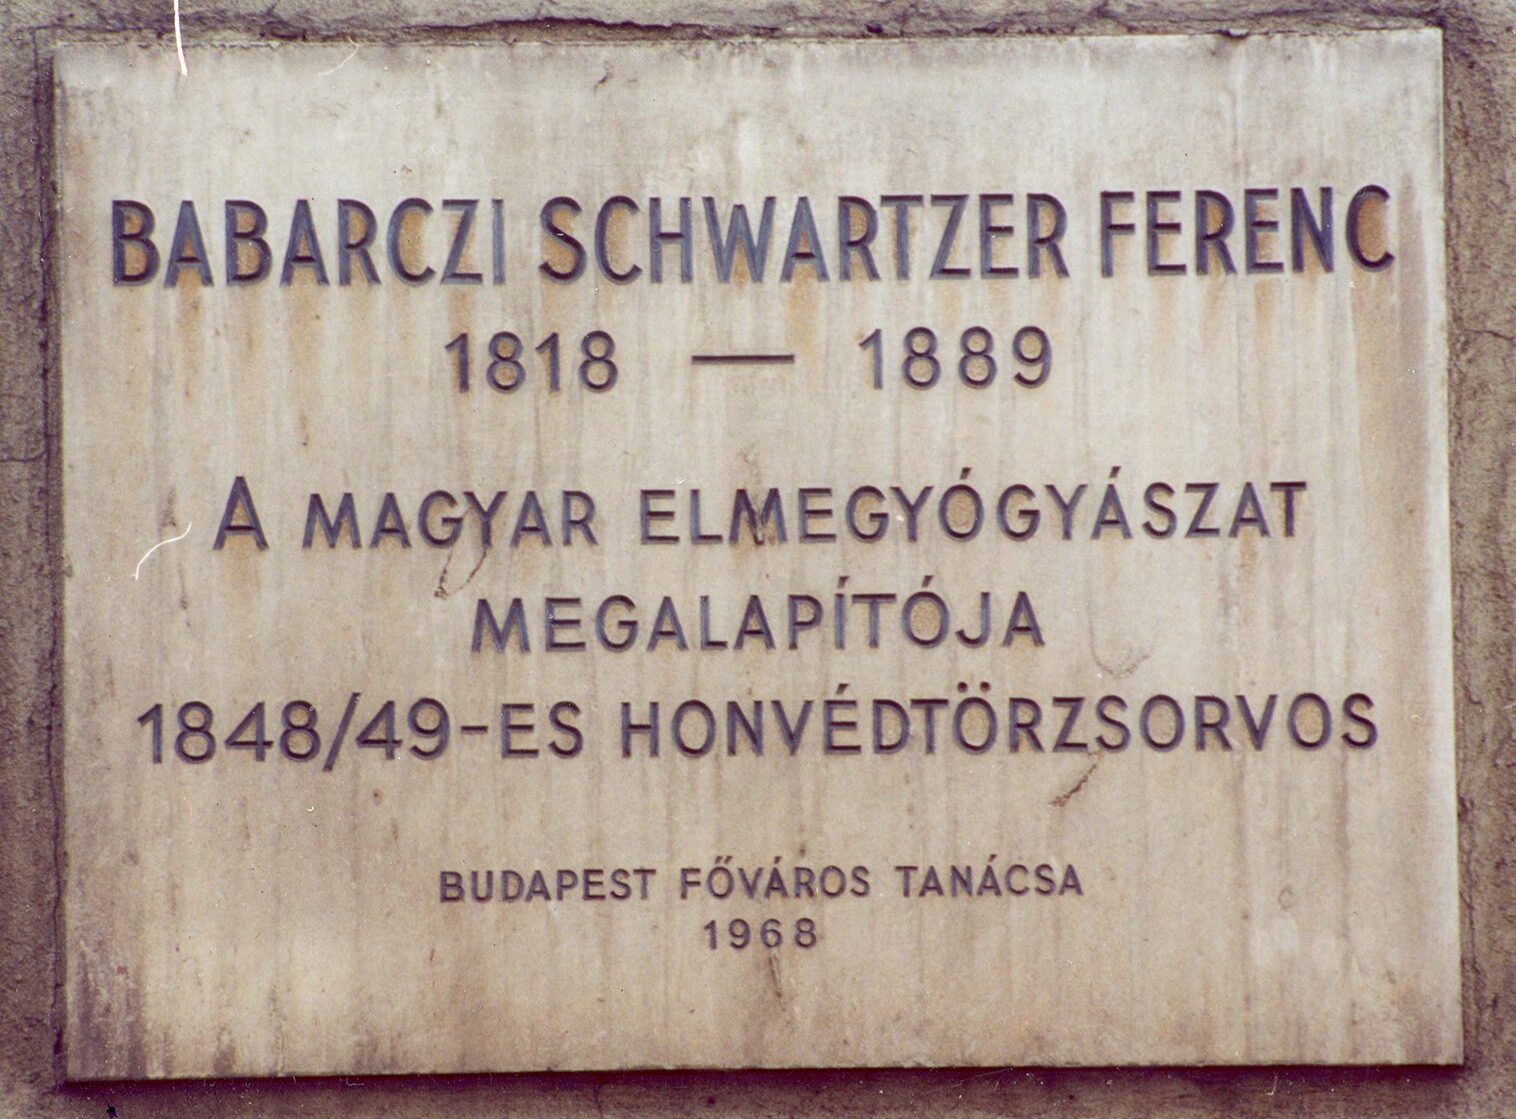 BABARCZI SCHWARTZER FERENC
1818 — 1889
A MAGYAR ELMEGYÓGYÁSZAT
MEGALAPÍTÓJA
1848/49-ES HONVÉDTÖRZSORVOS
BUDAPEST FŐVÁROS TANÁCSA
1968